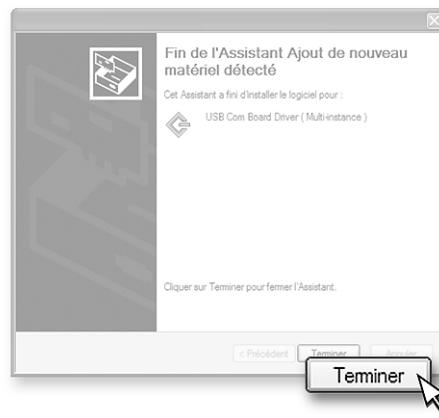 Fin de l'Assistant Ajout de nouveau
matériel détecté
Cet Assistant a fini d'installer le logiciel pour :
USB Com Board Driver ( Multi-instance )
Cliquer sur Terminer pour fermer l'Assistant.
< Précédent Terminer Annuler
Terminer